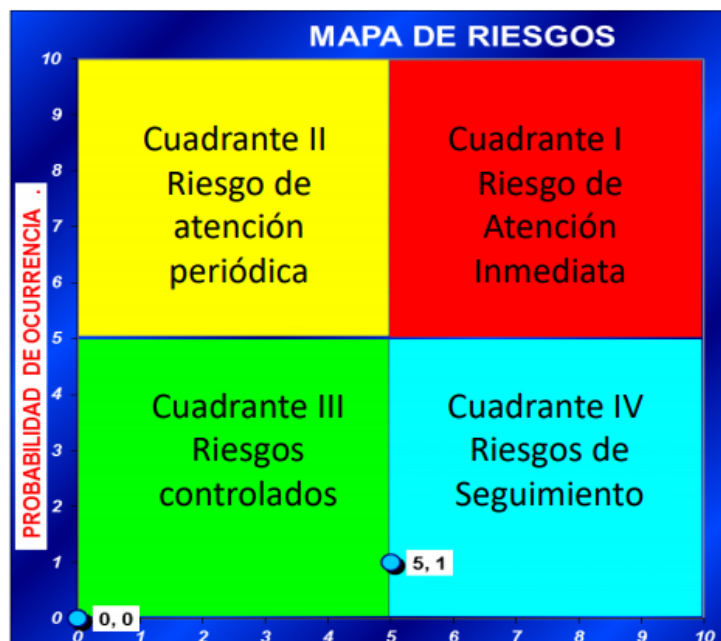 MAPA DE RIESGOS
PROBABILIDAD DE OCURRENCIA .
10
9
8
7
6
5
4
3
2
1
0
Cuadrante II
Riesgo de
atención
periódica
Cuadrante I
Riesgo de
Atención
Inmediata
Cuadrante III
Riesgos
controlados
Cuadrante IV
Riesgos de
Seguimiento
5, 1
0, 0
0 1 2 3 4 5 6 7 8 9 10